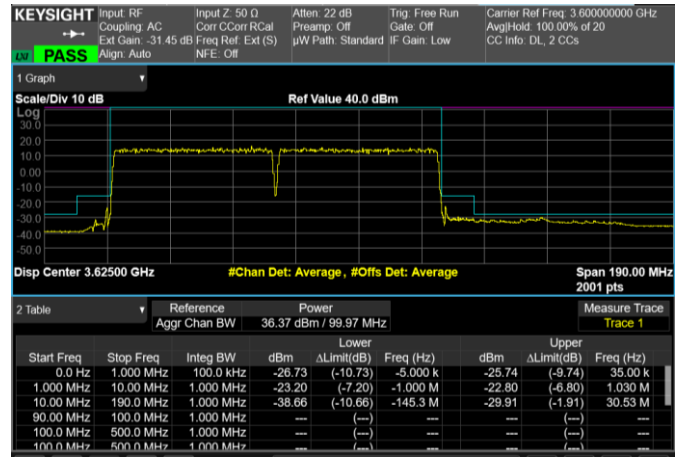 KEYSIGHT Input: RF Input Z: 50 Ω Atten: 22 dB Trig: Free Run Carrier Ref Freq: 3.600000000 GHz
Coupling: AC Corr CCorr RCal Preamp: Off Gate: Off Avg|Hold: 100.00% of 20
Ext Gain: -31.45 dB Freq Ref: Ext (S) µW Path: Standard IF Gain: Low CC Info: DL, 2 CCs
LXI PASS Align: Auto NFE: Off
1 Graph
Scale/Div 10 dB Ref Value 40.0 dBm
Log
30.0
20.0
10.0
0.00
-10.0
-20.0
-30.0
-40.0
-50.0
Disp Center 3.62500 GHz #Chan Det: Average, #Offs Det: Average Span 190.00 MHz
2001 pts
2 Table Reference Power Measure Trace
Aggr Chan BW 36.37 dBm / 99.97 MHz Trace 1
Lower Upper
Start Freq Stop Freq Integ BW dBm ΔLimit(dB) Freq (Hz) dBm ΔLimit(dB) Freq (Hz)
0.0 Hz 1.000 MHz 100.0 kHz -26.73 (-10.73) -5.000 k -25.74 (-9.74) 35.00 k
1.000 MHz 10.00 MHz 1.000 MHz -23.20 (-7.20) -1.000 M -22.80 (-6.80) 1.030 M
10.00 MHz 190.0 MHz 1.000 MHz -38.66 (-10.66) -145.3 M -29.91 (-1.91) 30.53 M
90.00 MHz 100.0 MHz 1.000 MHz --- (---) --- --- (---) ---
100.0 MHz 500.0 MHz 1.000 MHz --- (---) --- --- (---) ---
100.0 MHz 500.0 MHz 1.000 MHz --- (---) --- --- (---) ---